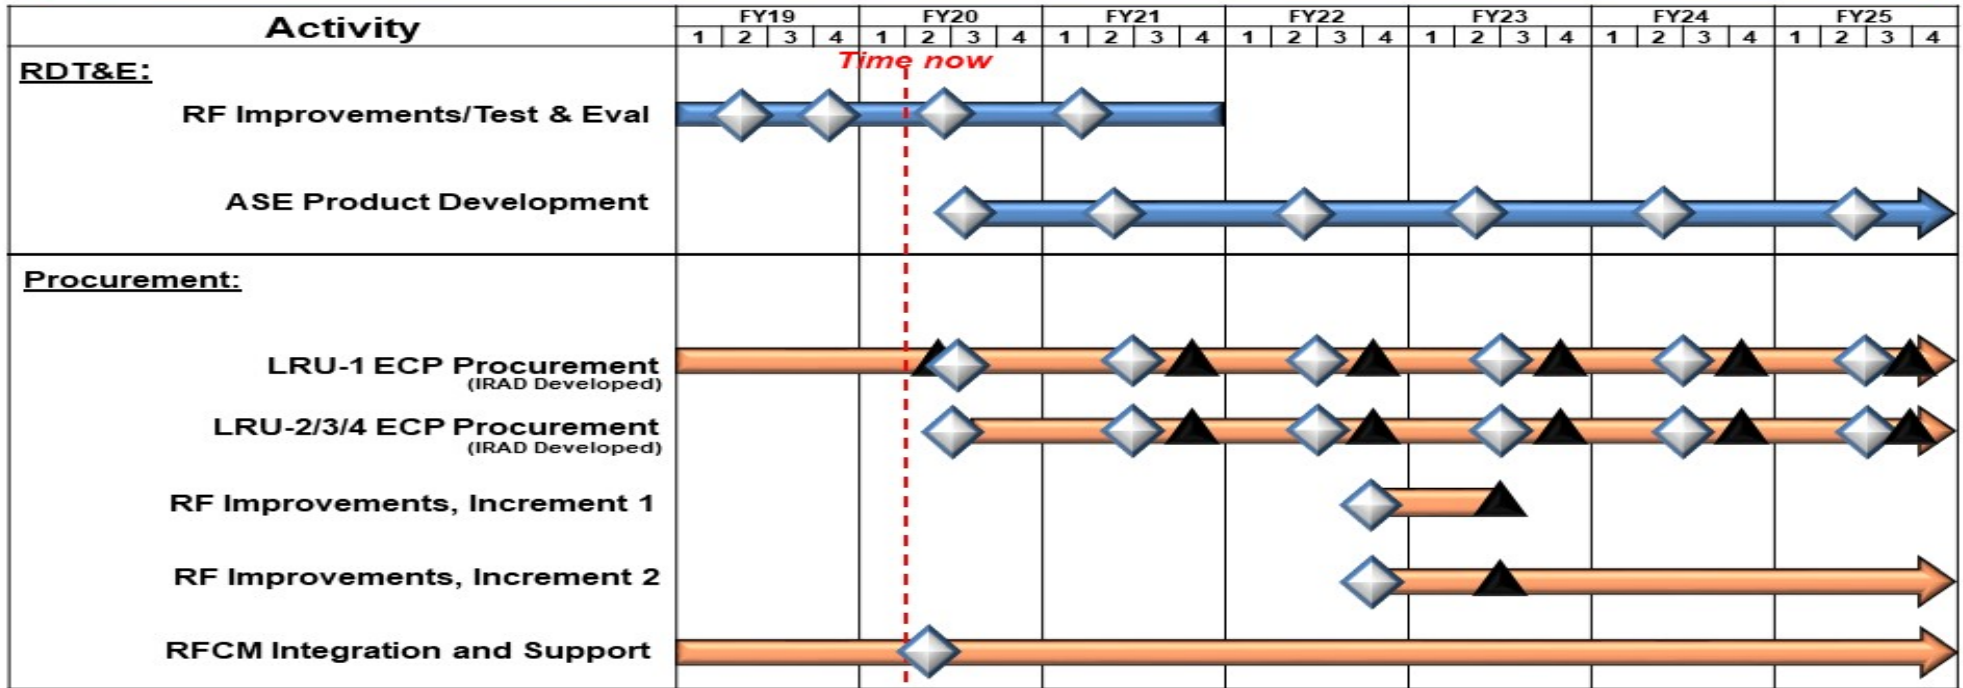 Activity
FY19 FY20 FY21 FY22 FY23 FY24 FY25
1 2 3 4 1 2 3 4 1 2 3 4 1 2 3 4 1 2 3 4 1 2 3 4 1 2 3 4
Time now
RDT&E:
RF Improvements/Test & Eval
ASE Product Development
Procurement:
LRU-1 ECP Procurement
(IRAD Developed)
LRU-2/3/4 ECP Procurement
(IRAD Developed)
RF Improvements, Increment 1
RF Improvements, Increment 2
RFCM Integration and Support